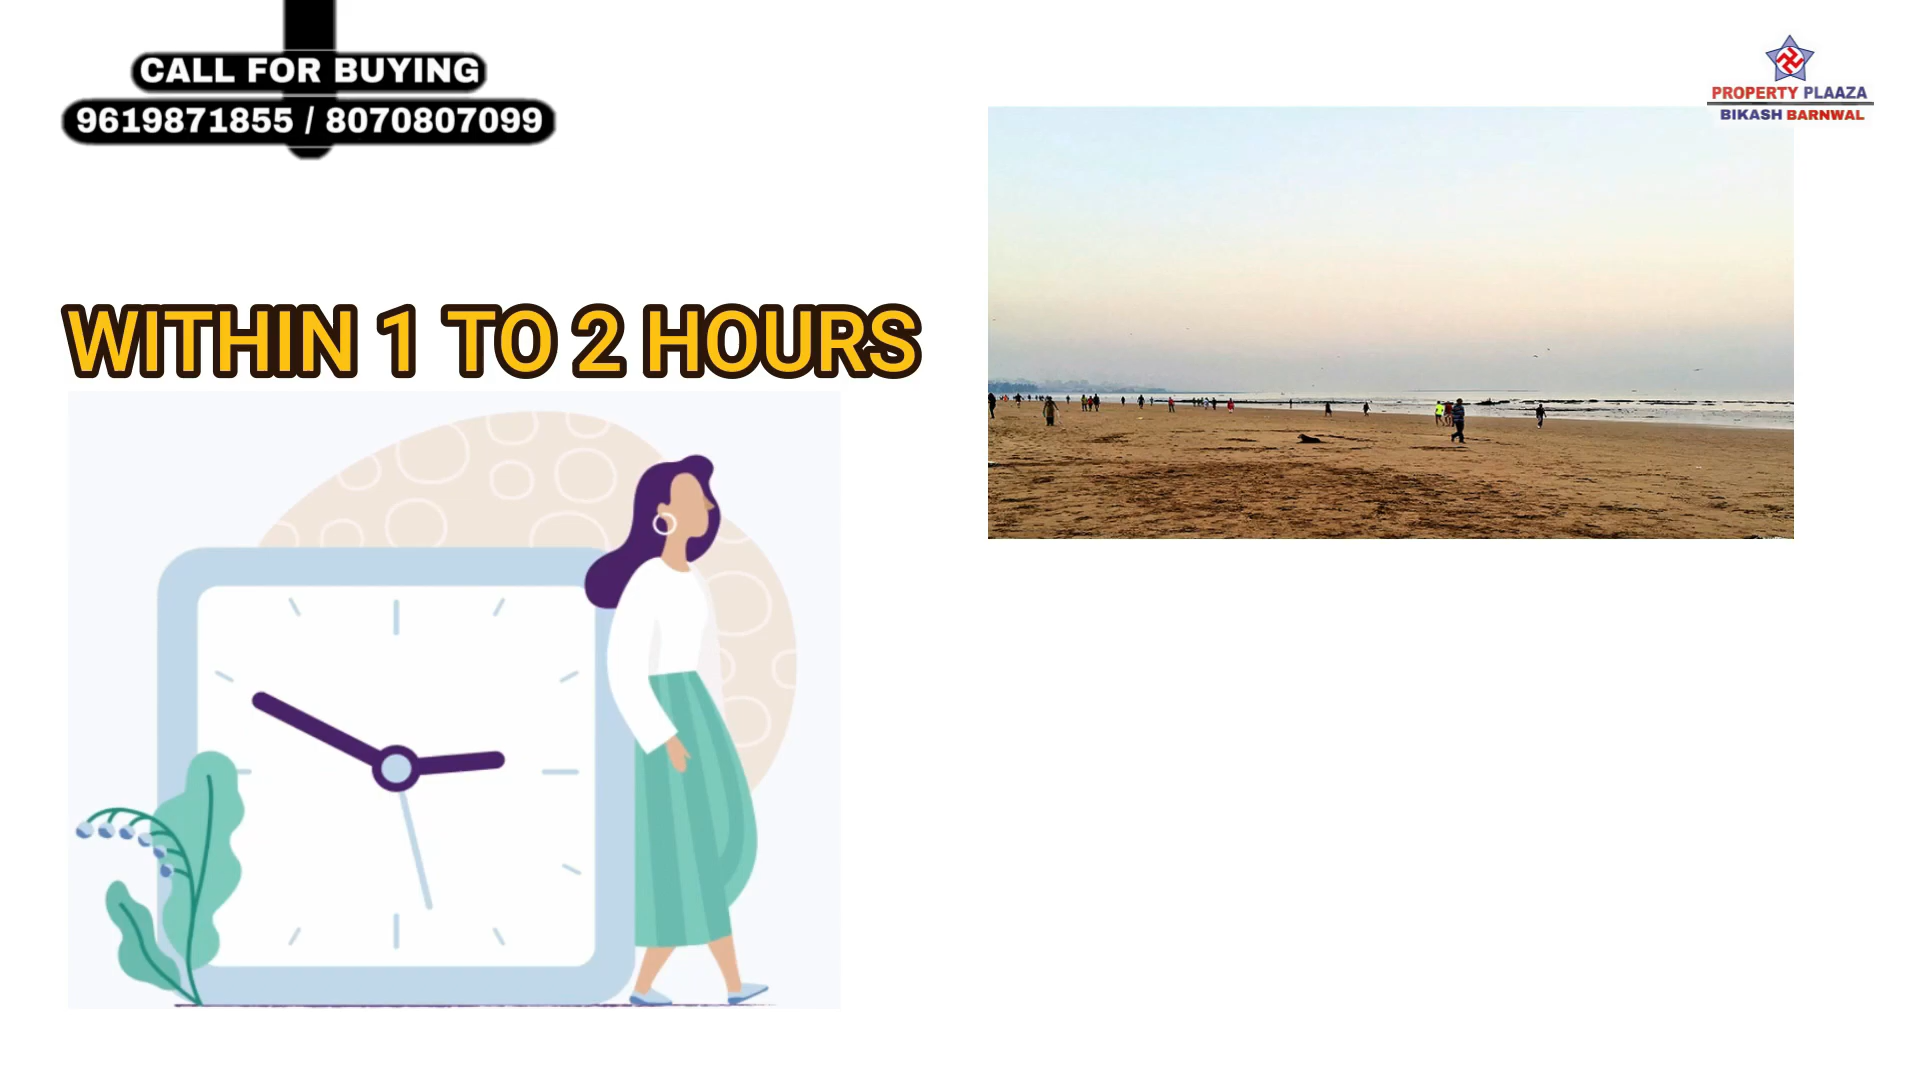 CALL FOR BUYING
9619871855 / 8070807099
PROPERTY PLAAZA
BIKASH BARNWAL
WITHIN 1 TO 2 HOURS